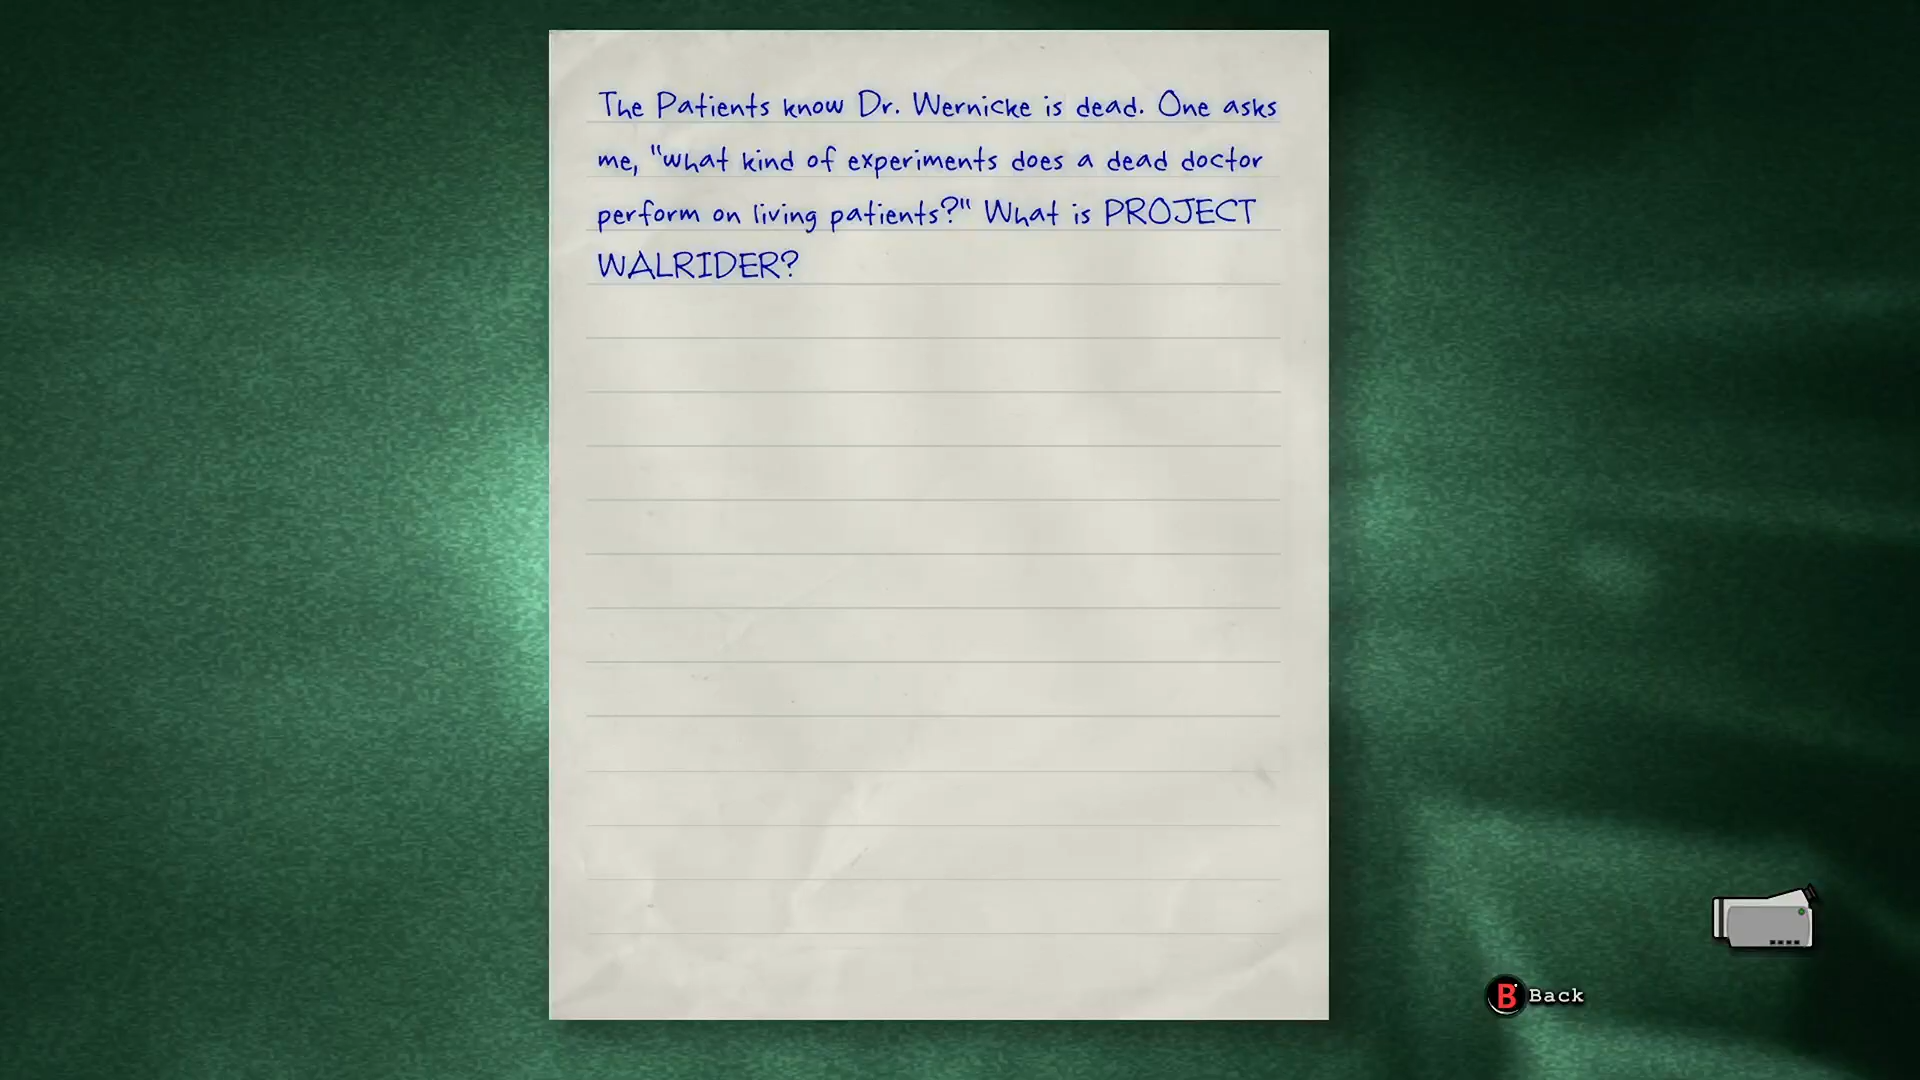 The Patients know Dr. Wernicke is dead. One asks
me, "what kind of experiments does a dead doctor
perform on living patients?" What is PROJECT
WALRIDER?
B Back